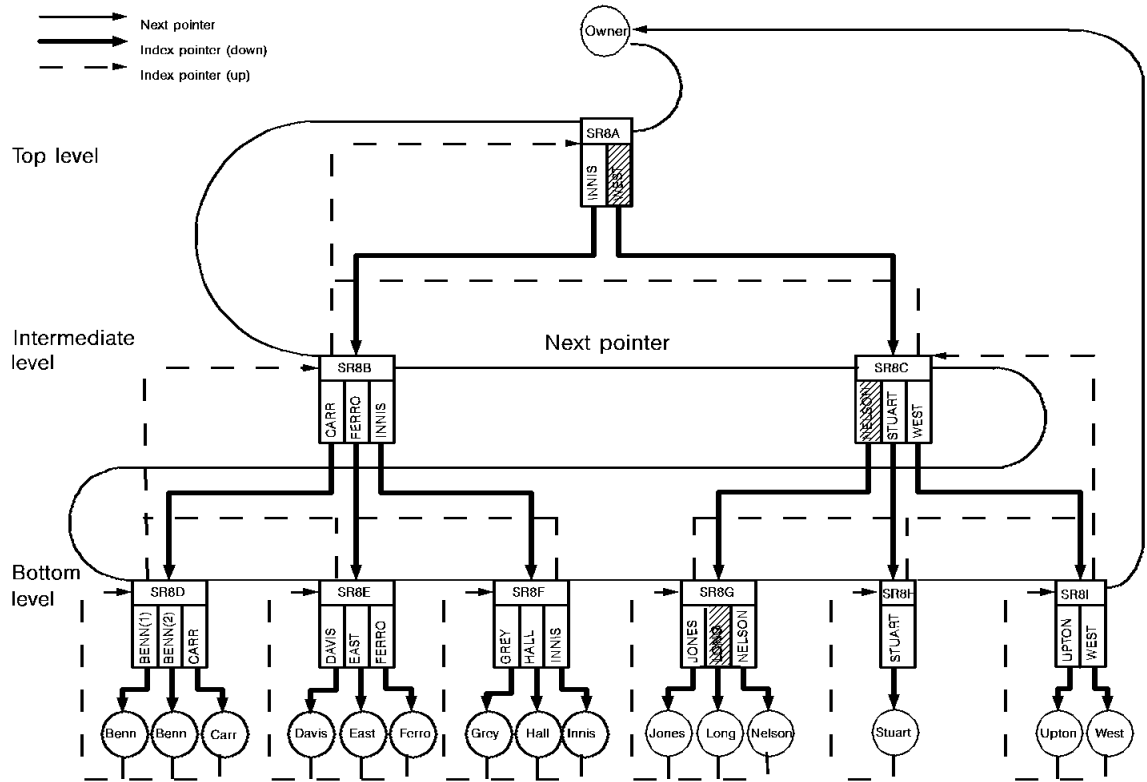 Next pointer
Index pointer (down)
Index pointer (up)
Owner
Top level
SR8A
INNIS
WEST
Intermediate
level
Next pointer
SR8B
CARR
FERRO
INNIS
SR8C
NELSON
STUART
WEST
Bottom
level
SR8D
BENN(1)
BENN(2)
CARR
SR8E
DAVIS
EAST
FERRO
SR8F
GREY
HALL
INNIS
SR8G
JONES
LONG
NELSON
SR8H
STUART
SR8I
UPTON
WEST
Benn
Benn
Carr
Davis
East
Ferro
Grey
Hall
Innis
Jones
Long
Nelson
Stuart
Upton
West